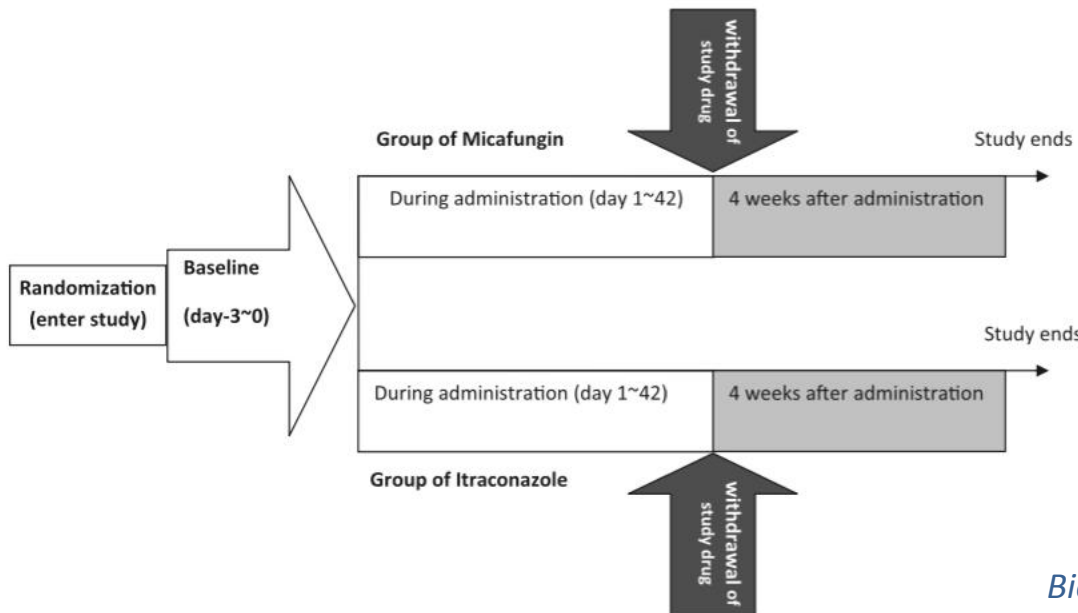 withdrawal of
study drug
Group of Micafungin
Study ends
During administration (day 1~42)
4 weeks after administration
Randomization
(enter study)
Baseline
(day-3~0)
Study ends
During administration (day 1~42)
4 weeks after administration
Group of Itraconazole
withdrawal of
study drug